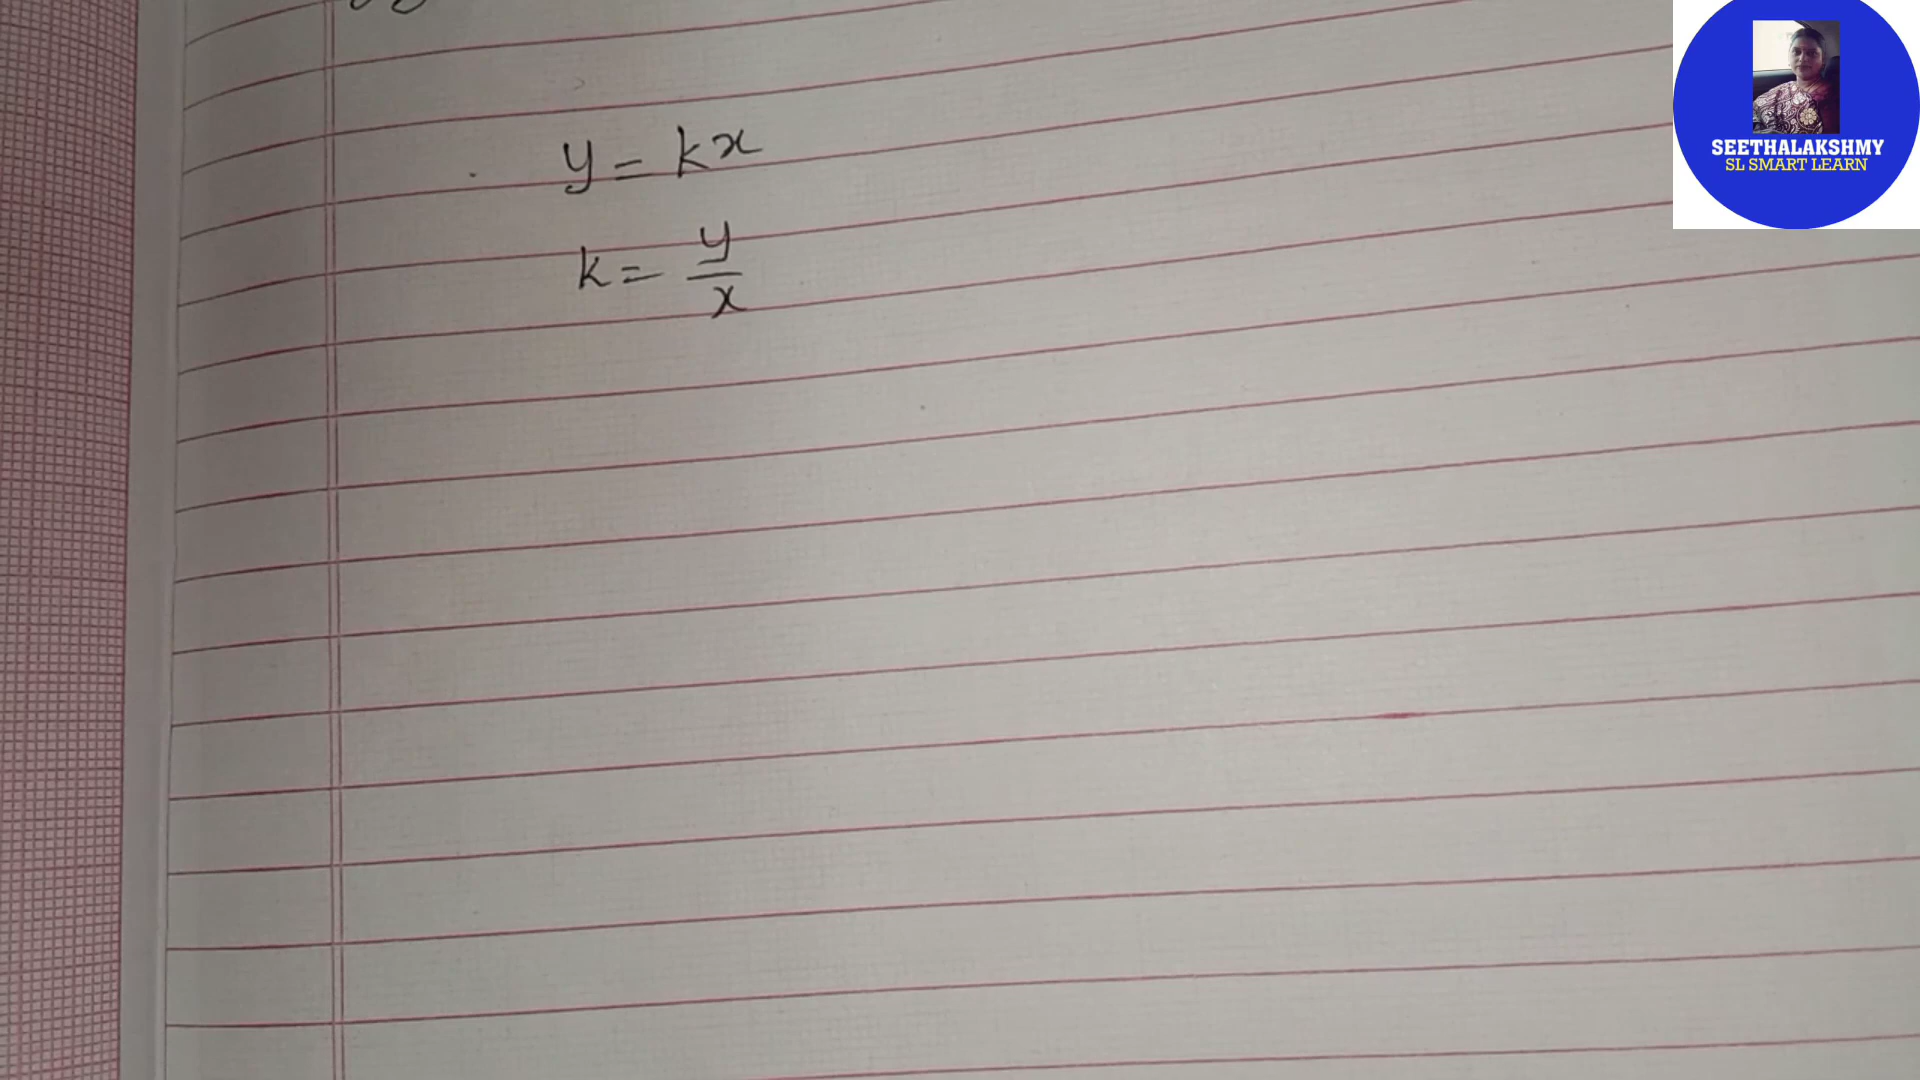 y = kx
k = y/x
SEETHALAKSHMY
SL SMART LEARN